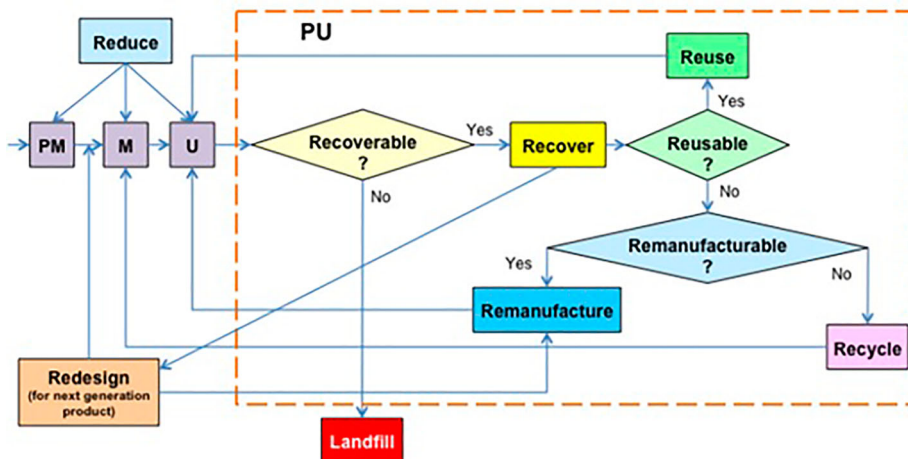 PU
Reduce
Reuse
Yes
PM
M
U
Recoverable
?
Yes
Recover
Reusable
?
No
No
Remanufacturable
?
Yes
No
Remanufacture
Recycle
Redesign
(for next generation
product)
Landfill